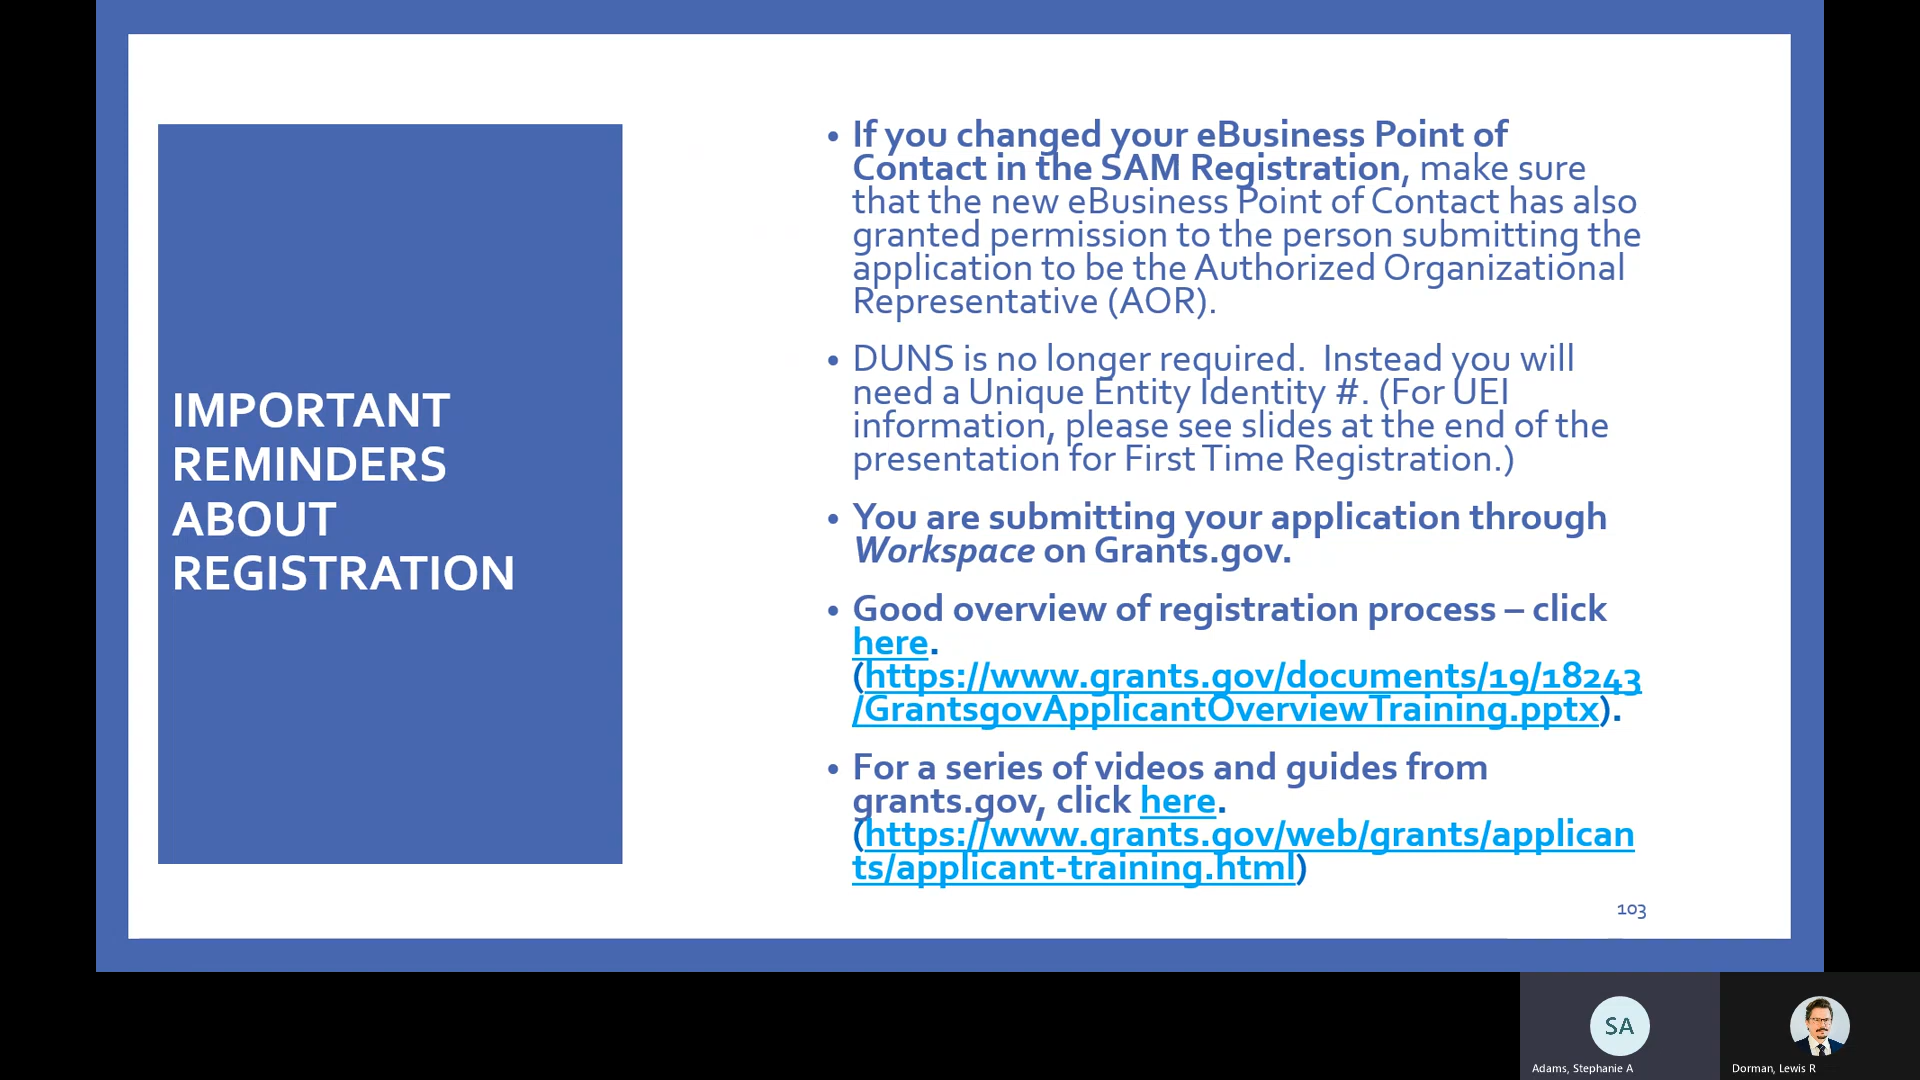 IMPORTANT
REMINDERS
ABOUT
REGISTRATION
• If you changed your eBusiness Point of
Contact in the SAM Registration, make sure
that the new eBusiness Point of Contact has also
granted permission to the person submitting the
application to be the Authorized Organizational
Representative (AOR).
• DUNS is no longer required.  Instead you will
need a Unique Entity Identity #. (For UEI
information, please see slides at the end of the
presentation for First Time Registration.)
• You are submitting your application through
Workspace on Grants.gov.
• Good overview of registration process – click
here.
(https://www.grants.gov/documents/19/18243
/GrantsgovApplicantOverviewTraining.pptx).
• For a series of videos and guides from
grants.gov, click here.
(https://www.grants.gov/web/grants/applican
ts/applicant-training.html)
103
SA
Adams, Stephanie A
Dorman, Lewis R